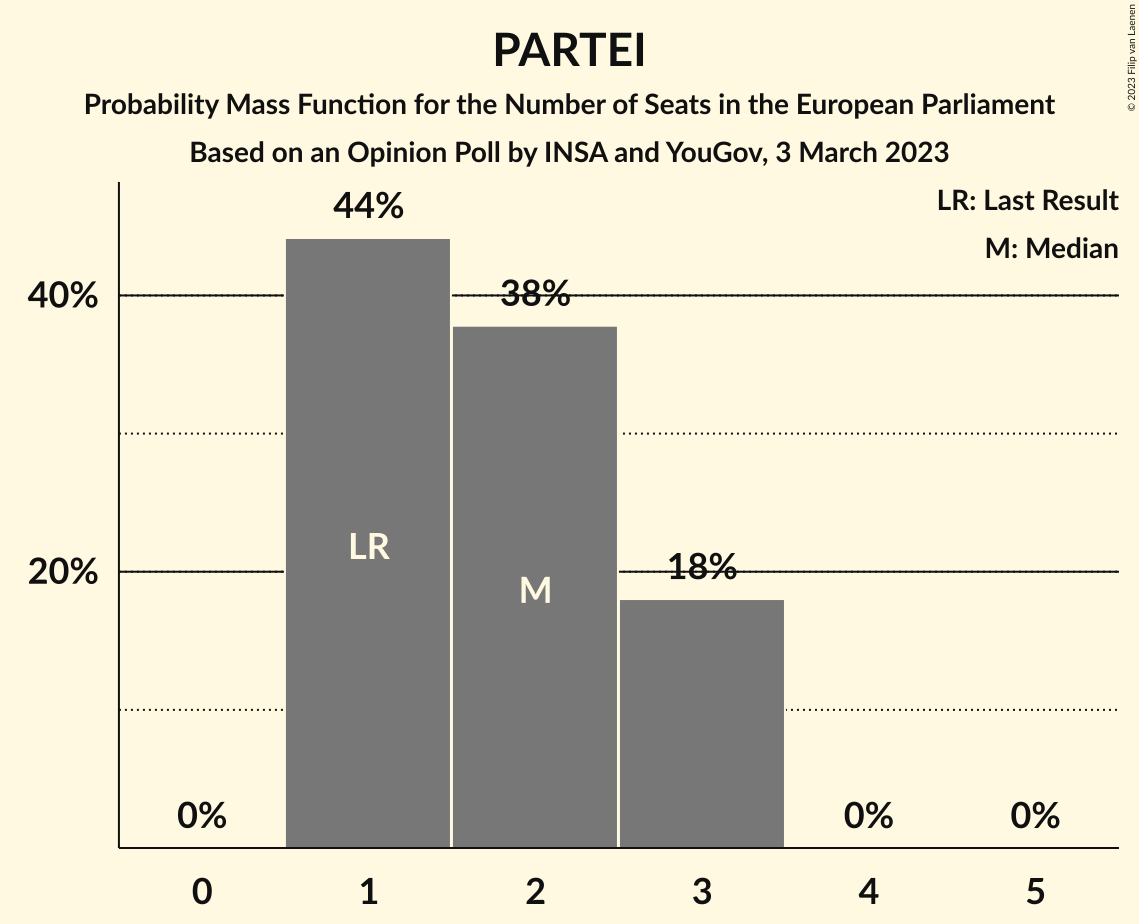 PARTEI
Probability Mass Function for the Number of Seats in the European Parliament
Based on an Opinion Poll by INSA and YouGov, 3 March 2023
© 2023 Filip van Laenen
LR: Last Result
M: Median
44%
38%
40%
LR
M
18%
20%
0%
0%
0%
0
1
2
3
4
5